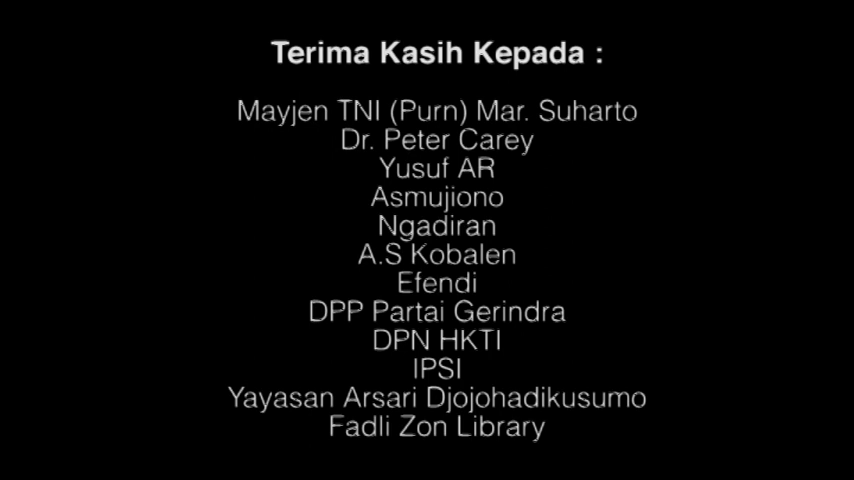 Terima Kasih Kepada :
Mayjen TNI (Purn) Mar. Suharto
Dr. Peter Carey
Yusuf AR
Asmujiono
Ngadiran
A.S Kobalen
Efendi
DPP Partai Gerindra
DPN HKTI
IPSI
Yayasan Arsari Djojohadikusumo
Fadli Zon Library